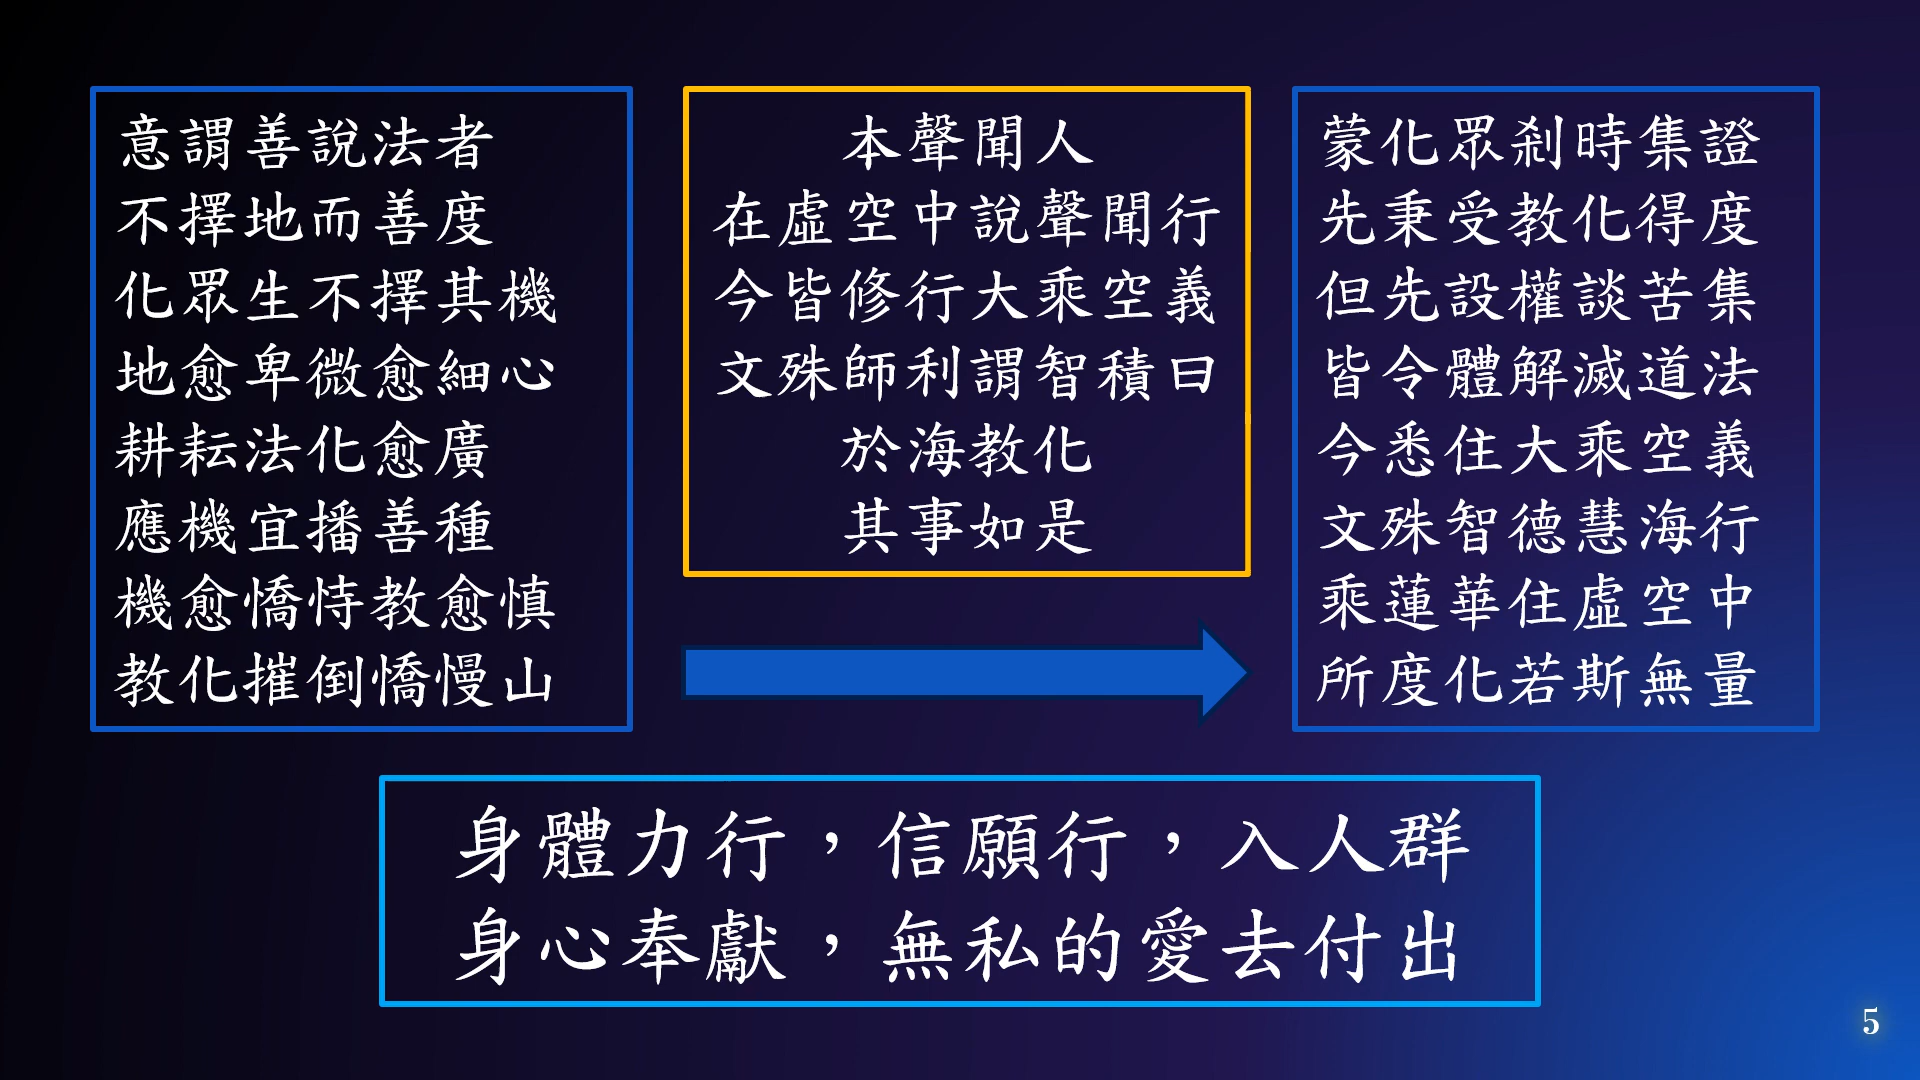 意謂善說法者
不擇地而善度
化眾生不擇其機
地愈卑微愈細心
耕耘法化愈廣
應機宜播善種
機愈憍恃教愈慎
教化摧倒憍慢山
本聲聞人
在虛空中說聲聞行
今皆修行大乘空義
文殊師利謂智積曰
於海教化
其事如是
蒙化眾剎時集證
先秉受教化得度
但先設權談苦集
皆令體解滅道法
今悉住大乘空義
文殊智德慧海行
乘蓮華住虛空中
所度化若斯無量
身體力行，信願行，入人群
身心奉獻，無私的愛去付出
5